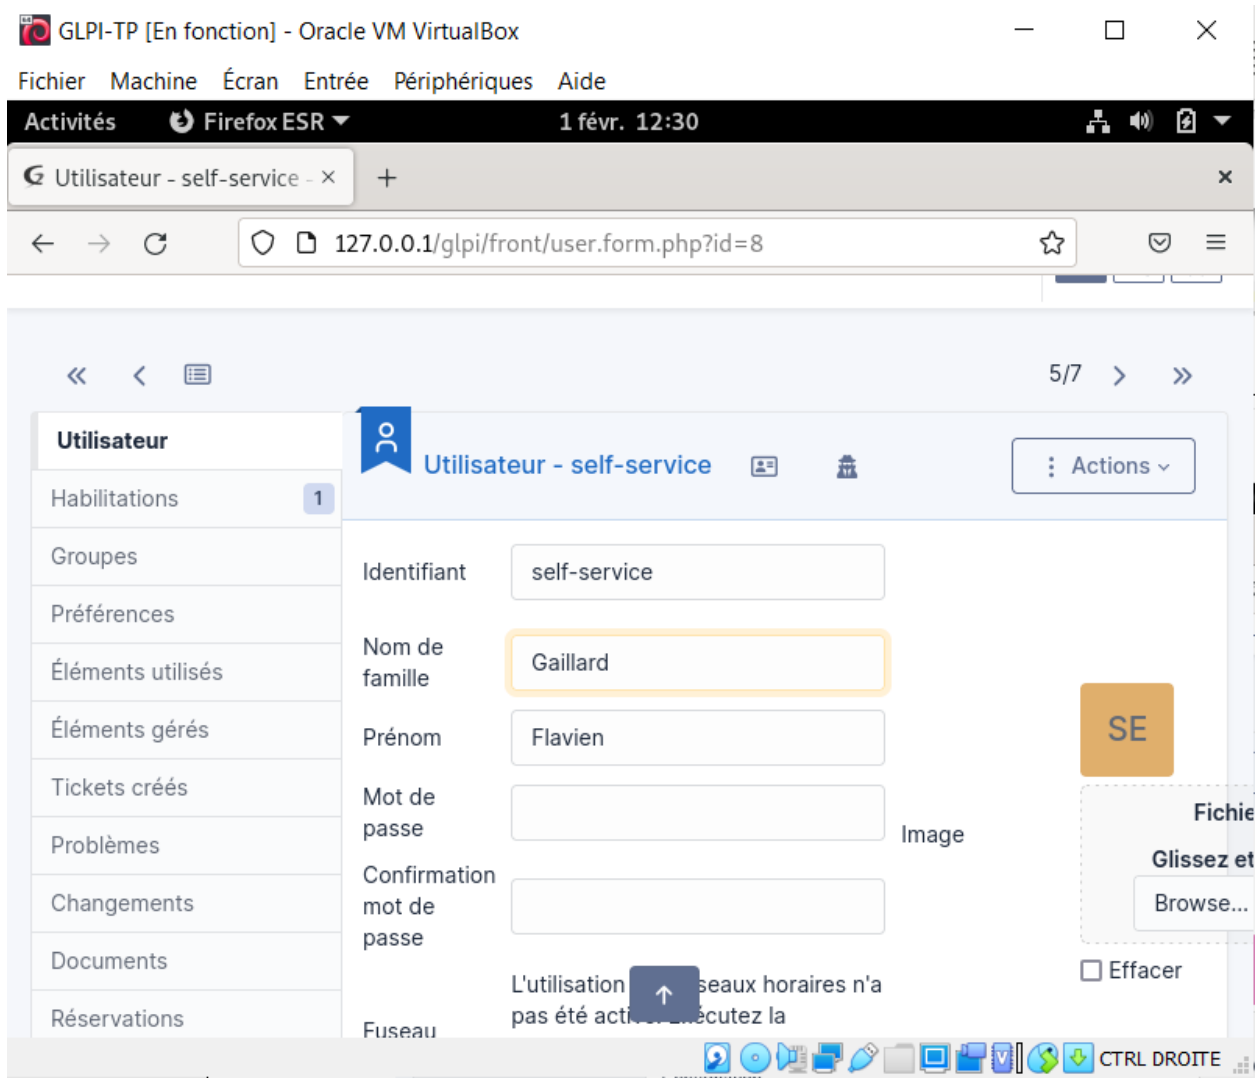 GLPI-TP [En fonction] - Oracle VM VirtualBox
Fichier Machine Écran Entrée Périphériques Aide
Activités Firefox ESR 1 févr. 12:30
Utilisateur - self-service -
127.0.0.1/glpi/front/user.form.php?id=8
5/7
Utilisateur
Habilitations 1
Groupes
Préférences
Éléments utilisés
Éléments gérés
Tickets créés
Problèmes
Changements
Documents
Réservations
Utilisateur - self-service
Actions
Identifiant self-service
Nom de
famille
Gaillard
Prénom Flavien
Mot de
passe
Confirmation
mot de
passe
L'utilisation seaux horaires n'a
pas été acti écutez la
Fuseau
Image
SE
Fichie
Glissez et
Browse...
Effacer
CTRL DROITE